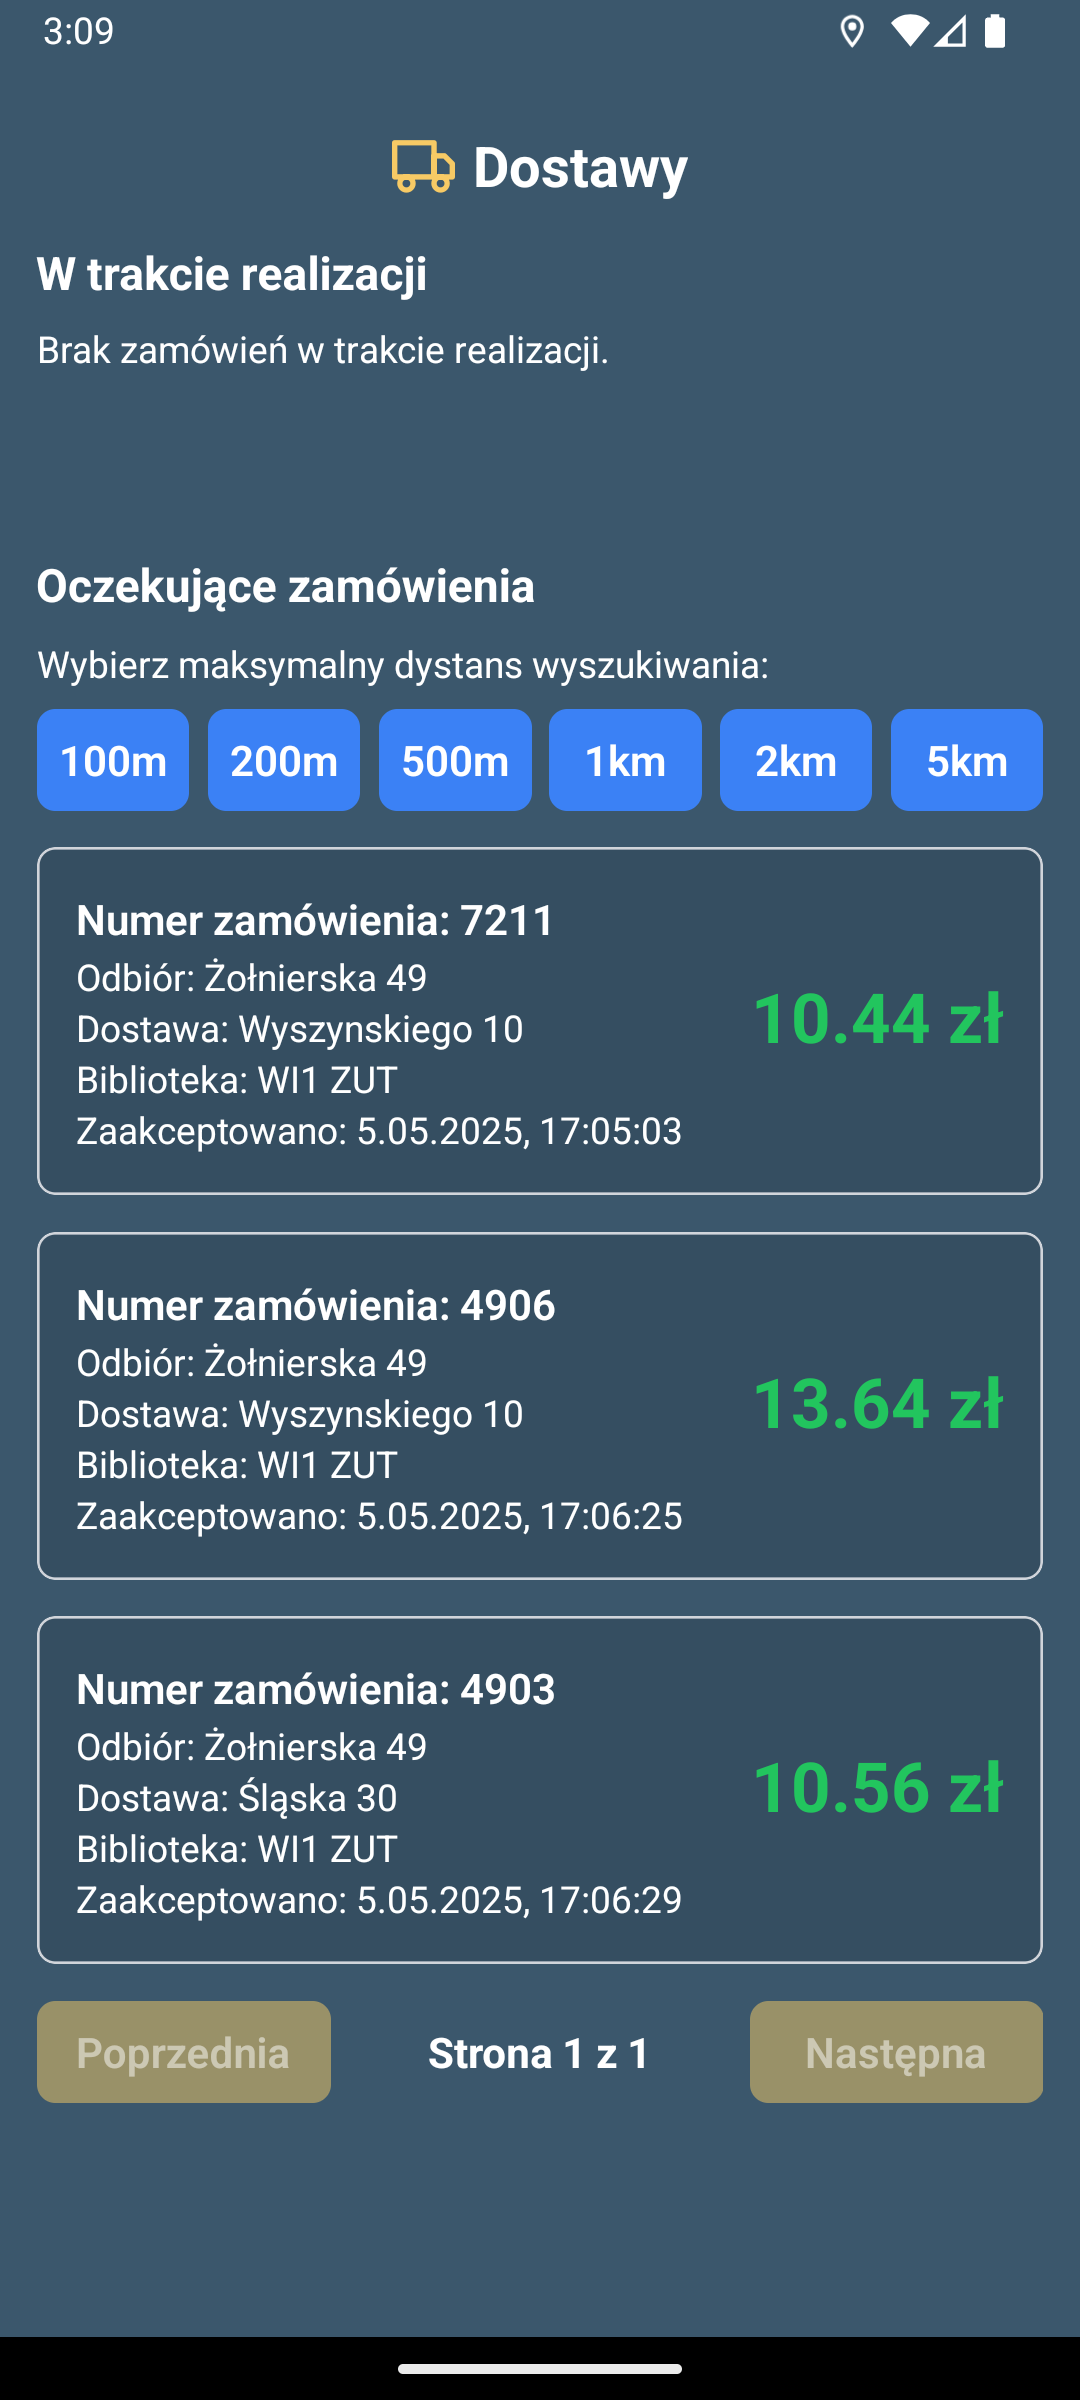 3:09
Dostawy
W trakcie realizacji
Brak zamówień w trakcie realizacji.
Oczekujące zamówienia
Wybierz maksymalny dystans wyszukiwania:
100m 200m 500m 1km 2km 5km
Numer zamówienia: 7211
Odbiór: Żołnierska 49
Dostawa: Wyszynskiego 10
Biblioteka: WI1 ZUT
Zaakceptowano: 5.05.2025, 17:05:03
10.44 zł
Numer zamówienia: 4906
Odbiór: Żołnierska 49
Dostawa: Wyszynskiego 10
Biblioteka: WI1 ZUT
Zaakceptowano: 5.05.2025, 17:06:25
13.64 zł
Numer zamówienia: 4903
Odbiór: Żołnierska 49
Dostawa: Śląska 30
Biblioteka: WI1 ZUT
Zaakceptowano: 5.05.2025, 17:06:29
10.56 zł
Poprzednia Strona 1 z 1 Następna